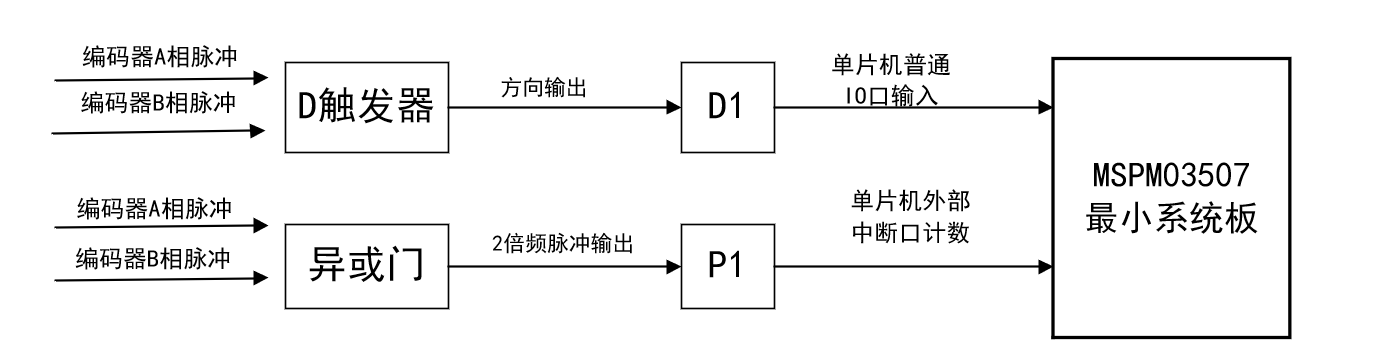 编码器A相脉冲
编码器B相脉冲
D触发器
方向输出
D1
单片机普通
IO口输入
编码器A相脉冲
编码器B相脉冲
异或门
2倍频脉冲输出
P1
单片机外部
中断口计数
MSPM03507
最小系统板